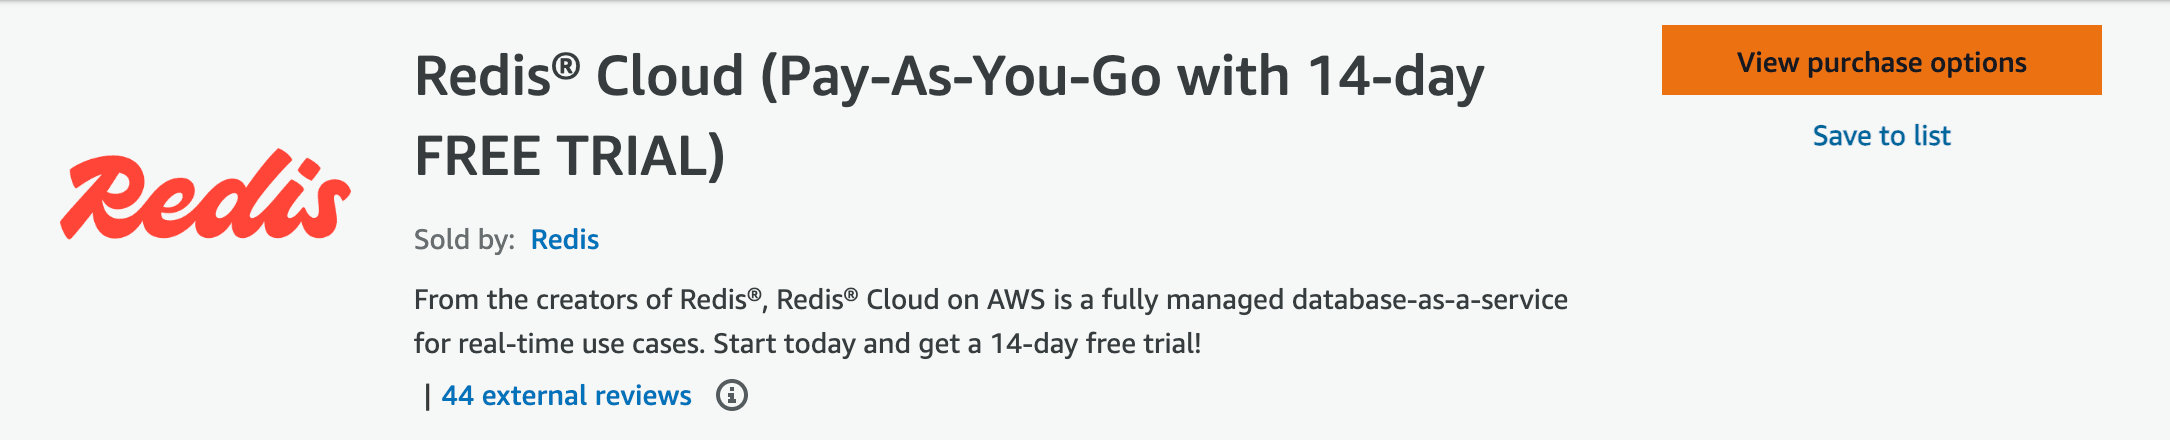 Redis
Redis® Cloud (Pay-As-You-Go with 14-day
FREE TRIAL)
Sold by: Redis
From the creators of Redis®, Redis® Cloud on AWS is a fully managed database-as-a-service
for real-time use cases. Start today and get a 14-day free trial!
| 44 external reviews
View purchase options
Save to list